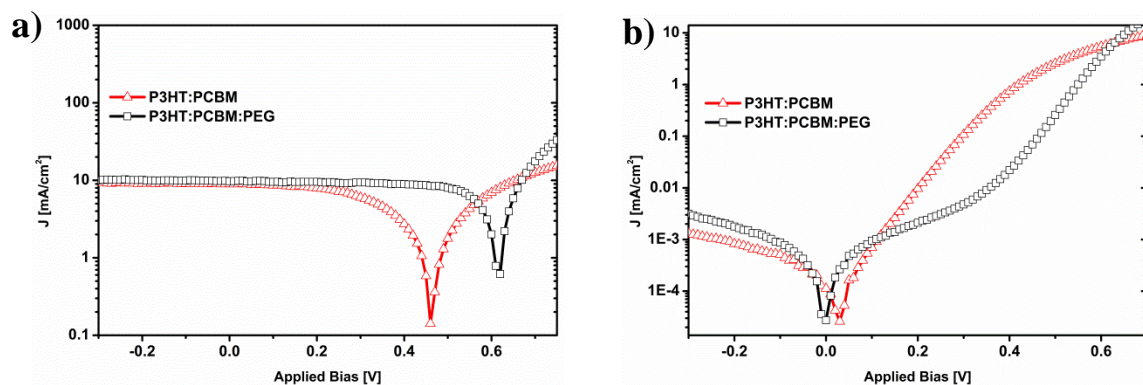 a)
1000
100
10
1
0.1
J [mA/cm²]
P3HT:PCBM
P3HT:PCBM:PEG
-0.2 0.0 0.2 0.4 0.6
Applied Bias [V]
b)
10
1
0.1
0.01
1E-3
1E-4
J [mA/cm²]
P3HT:PCBM
P3HT:PCBM:PEG
-0.2 0.0 0.2 0.4 0.6
Applied Bias [V]